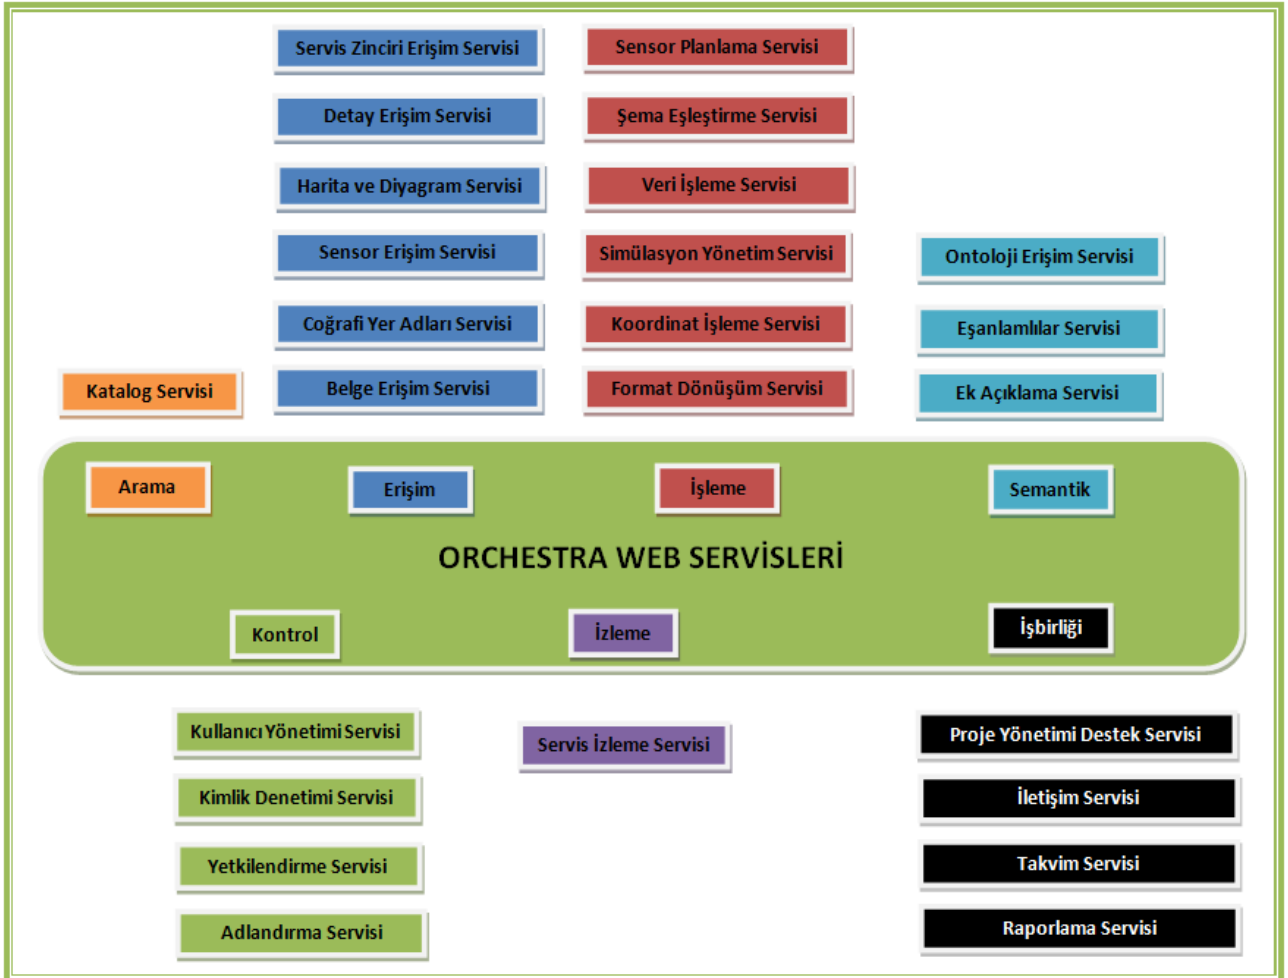 Servis Zinciri Erişim Servisi
Sensor Planlama Servisi
Detay Erişim Servisi
Şema Eşleştirme Servisi
Harita ve Diyagram Servisi
Veri İşleme Servisi
Sensor Erişim Servisi
Simülasyon Yönetim Servisi
Ontoloji Erişim Servisi
Coğrafi Yer Adları Servisi
Koordinat İşleme Servisi
Eşanlamlılar Servisi
Katalog Servisi
Belge Erişim Servisi
Format Dönüşüm Servisi
Ek Açıklama Servisi
Arama
Erişim
İşleme
Semantik
ORCHESTRA WEB SERVİSLERİ
Kontrol
İzleme
İşbirliği
Kullanıcı Yönetimi Servisi
Servis İzleme Servisi
Proje Yönetimi Destek Servisi
Kimlik Denetimi Servisi
İletişim Servisi
Yetkilendirme Servisi
Takvim Servisi
Adlandırma Servisi
Raporlama Servisi